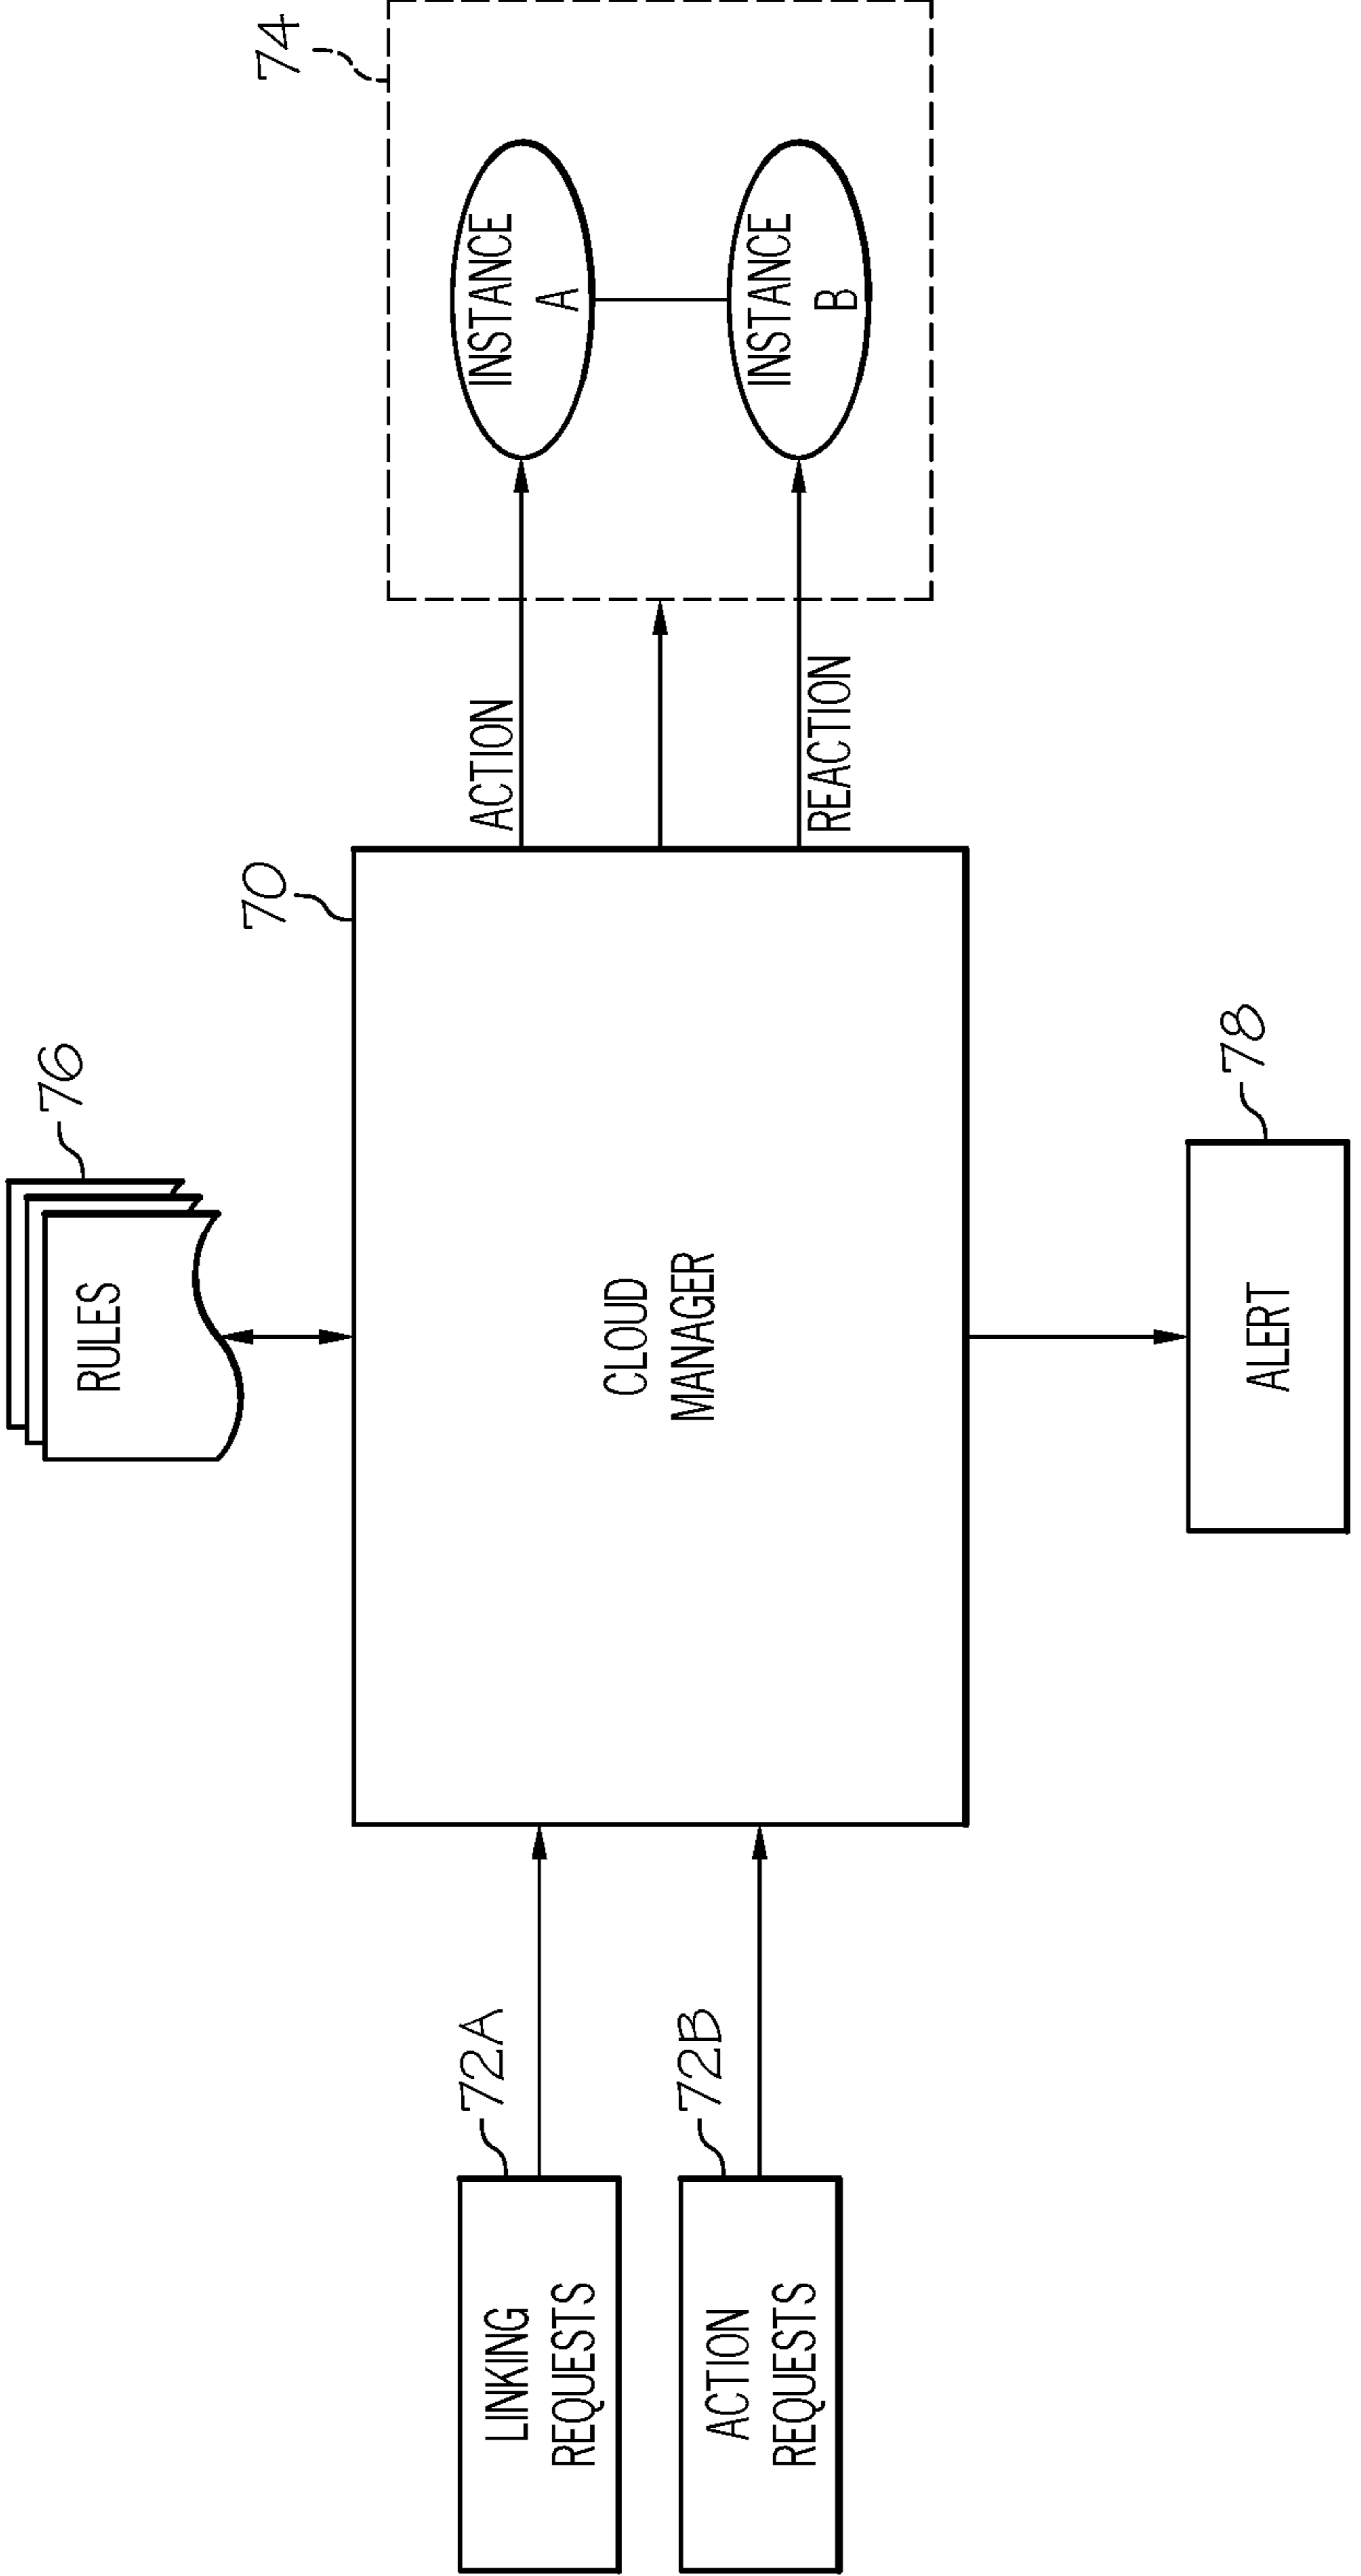 76
RULES
70
74
72A
LINKING
REQUESTS
72B
ACTION
REQUESTS
CLOUD
MANAGER
ACTION
REACTION
INSTANCE
A
INSTANCE
B
78
ALERT